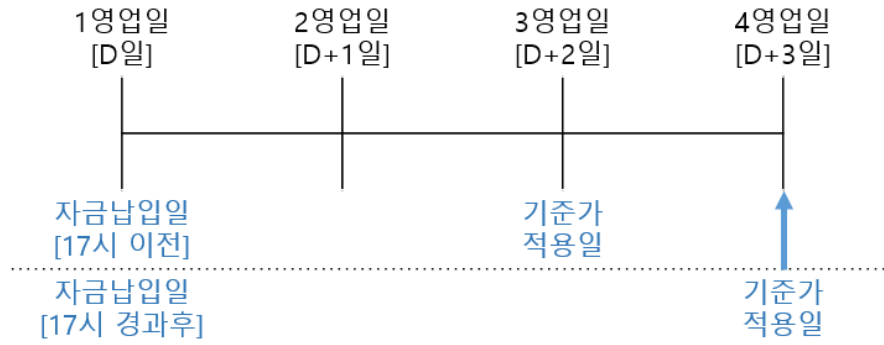 1영업일
[D일]
2영업일
[D+1일]
3영업일
[D+2일]
4영업일
[D+3일]
자금납입일
[17시 이전]
기준가
적용일
자금납입일
[17시 경과후]
기준가
적용일